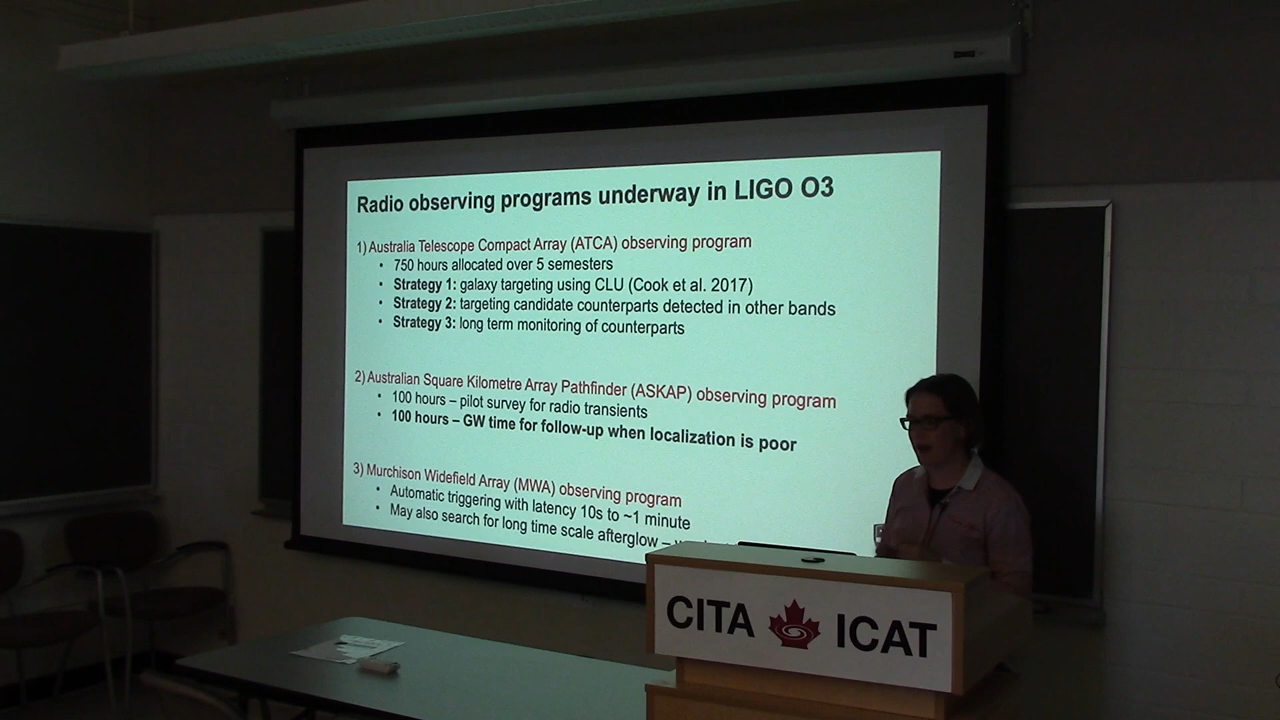 Radio observing programs underway in LIGO O3
1) Australia Telescope Compact Array (ATCA) observing program
• 750 hours allocated over 5 semesters
• Strategy 1: galaxy targeting using CLU (Cook et al. 2017)
• Strategy 2: targeting candidate counterparts detected in other bands
• Strategy 3: long term monitoring of counterparts
2) Australian Square Kilometre Array Pathfinder (ASKAP) observing program
• 100 hours – pilot survey for radio transients
• 100 hours – GW time for follow-up when localization is poor
3) Murchison Widefield Array (MWA) observing program
• Automatic triggering with latency 10s to ~1 minute
• May also search for long time scale afterglow –
CITA ICAT